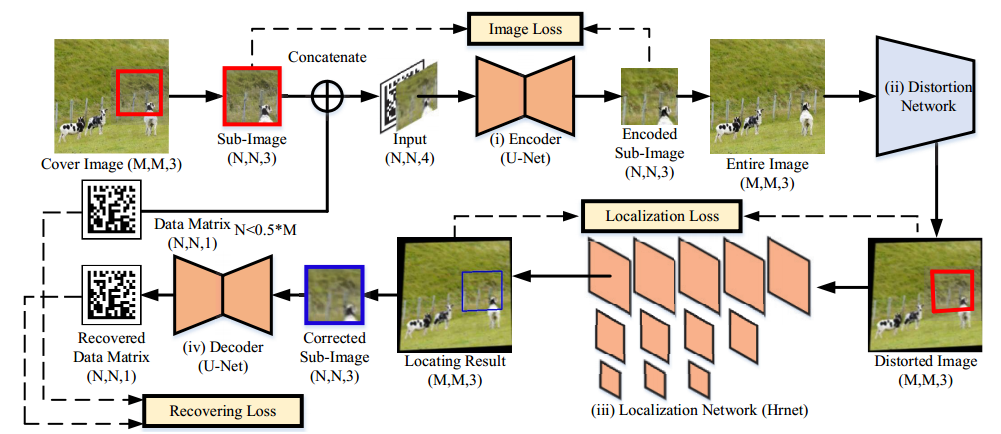 Image Loss
Concatenate
(ii) Distortion
Network
Cover Image (M,M,3)
Sub-Image
(N,N,3)
Input
(N,N,4)
(i) Encoder
(U-Net)
Encoded
Sub-Image
(N,N,3)
Entire Image
(M,M,3)
Data Matrix N<0.5*M
(N,N,1)
Localization Loss
Recovered
Data Matrix
(N,N,1)
(iv) Decoder
(U-Net)
Corrected
Sub-Image
(N,N,3)
Locating Result
(M,M,3)
Distorted Image
(M,M,3)
(iii) Localization Network (Hrnet)
Recovering Loss